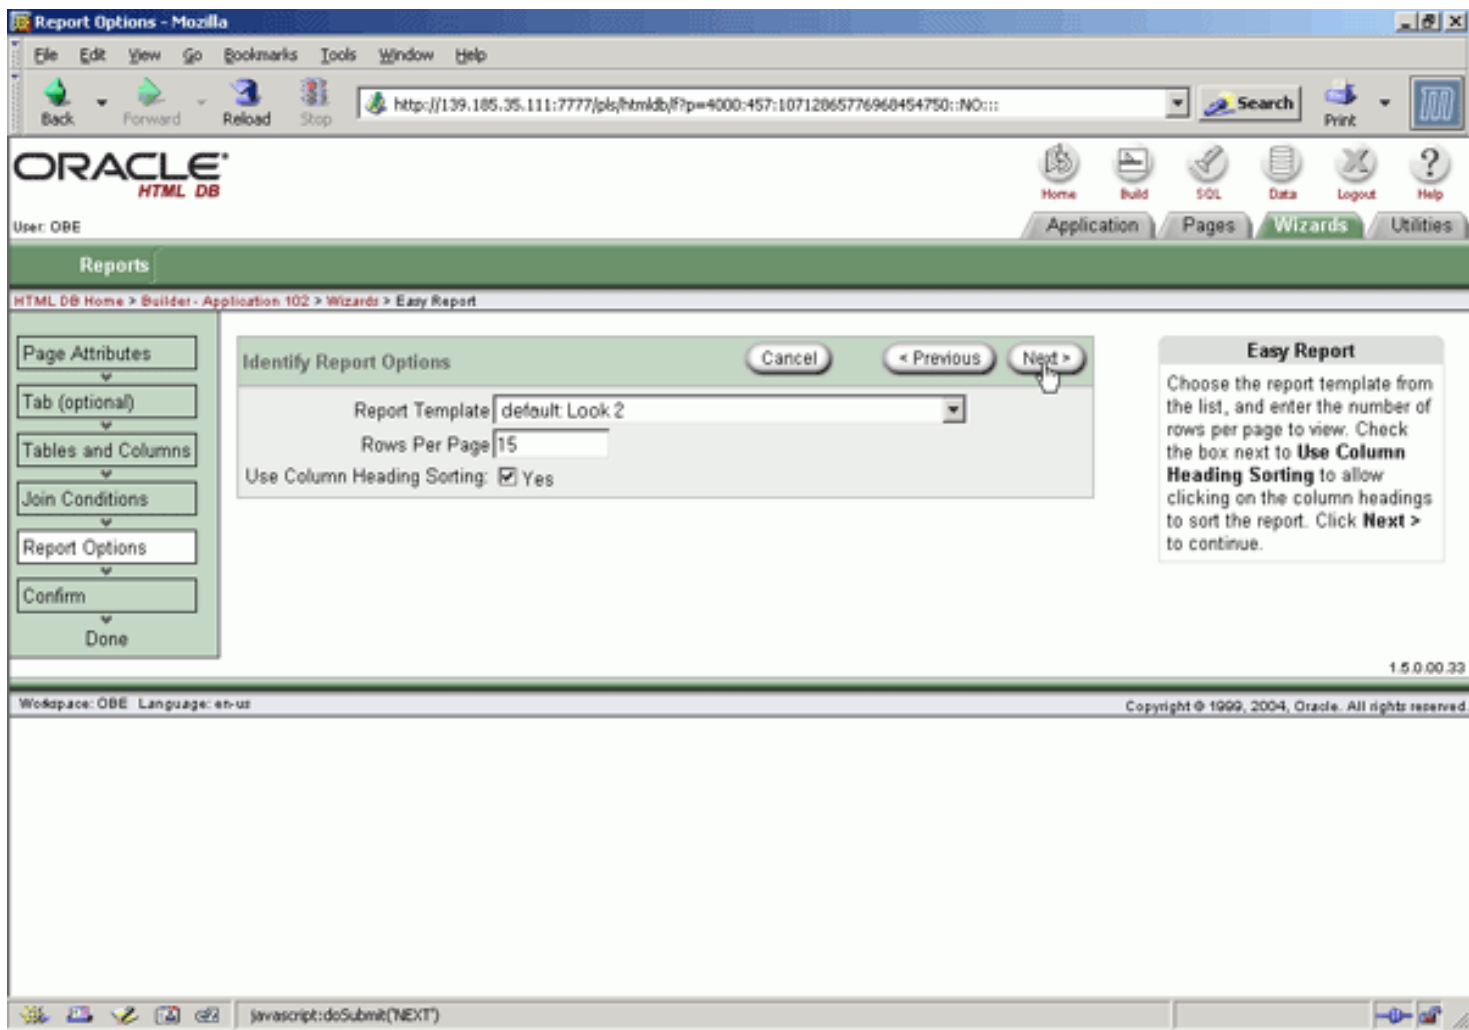 Report Options - Mozilla
File Edit View Go Bookmarks Tools Window Help
Back Forward Reload Stop http://139.185.35.111:7777/pls/htmldb/f?p=4000:457:10712865776968454750::NO::: Search Print
ORACLE
HTML DB
Home Build SQL Data Logout Help
User: OBE
Application Pages Wizards Utilities
Reports
HTML DB Home > Builder - Application 102 > Wizards > Easy Report
Page Attributes
Tab (optional)
Tables and Columns
Join Conditions
Report Options
Confirm
Done
Identify Report Options Cancel < Previous Next >
Report Template default: Look 2
Rows Per Page 15
Use Column Heading Sorting: Yes
Easy Report
Choose the report template from
the list, and enter the number of
rows per page to view. Check
the box next to Use Column
Heading Sorting to allow
clicking on the column headings
to sort the report. Click Next >
to continue.
1.5.0.00.33
Workspace: OBE Language: en-us
Copyright © 1999, 2004, Oracle. All rights reserved.
javascript:doSubmit('NEXT')